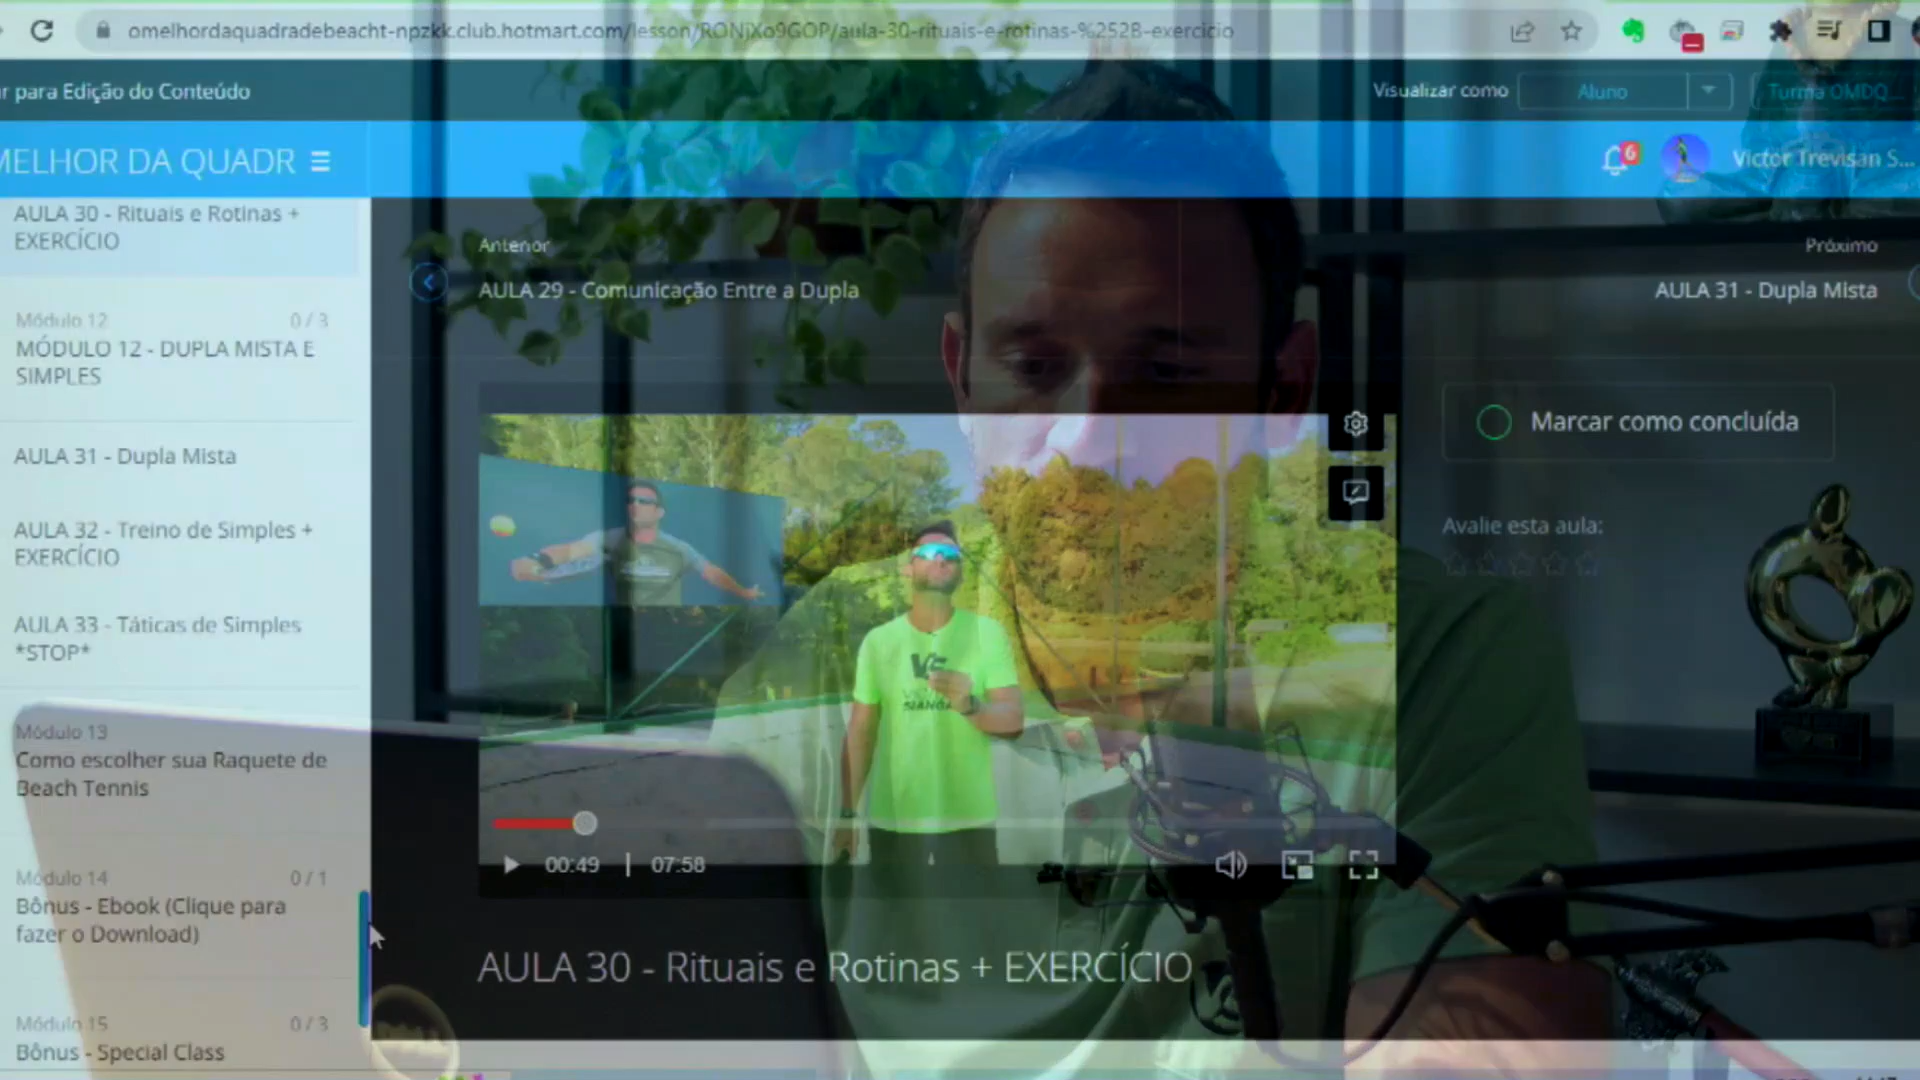 omelhordaquadradebeacht-npzkk.club.hotmart.com/lesson/RONjXo9GOP/aula-30-rituais-e-rotinas-%252B-exercicio
r para Edição do Conteúdo
Visualizar como
Aluno
Turma OMDQ...
MELHOR DA QUADR
6
Victor Trevisan S...
AULA 30 - Rituais e Rotinas +
EXERCÍCIO
Módulo 12
0 / 3
MÓDULO 12 - DUPLA MISTA E
SIMPLES
AULA 31 - Dupla Mista
AULA 32 - Treino de Simples +
EXERCÍCIO
AULA 33 - Táticas de Simples
*STOP*
Módulo 13
Como escolher sua Raquete de
Beach Tennis
Módulo 14
0 / 1
Bônus - Ebook (Clique para
fazer o Download)
Módulo 15
0 / 3
Bônus - Special Class
Anterior
AULA 29 - Comunicação Entre a Dupla
Próximo
AULA 31 - Dupla Mista
Marcar como concluída
Avalie esta aula:
00:49 | 07:58
AULA 30 - Rituais e Rotinas + EXERCÍCIO